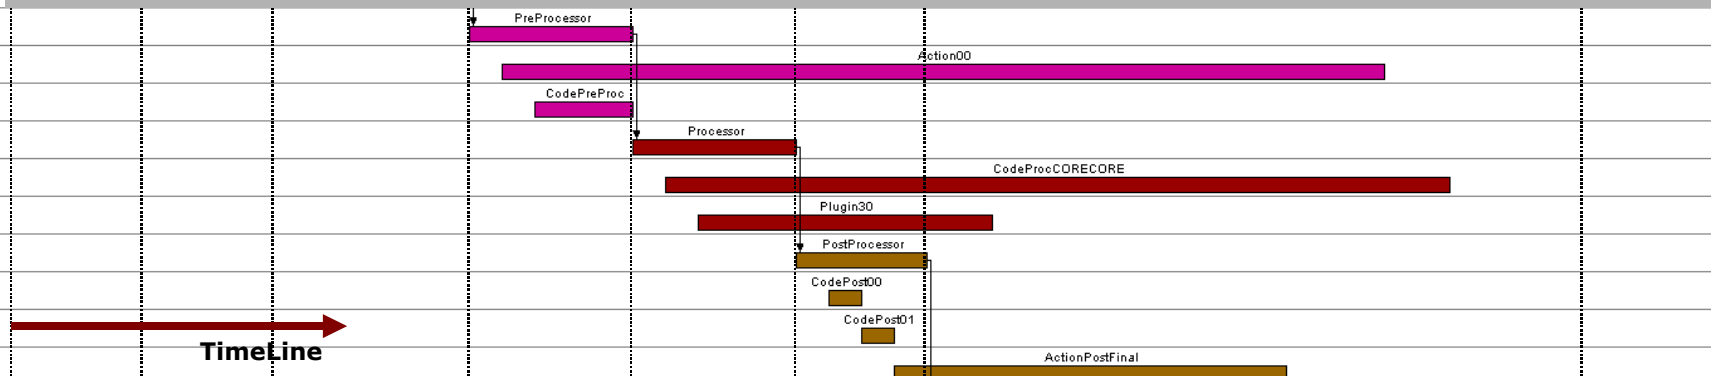 PreProcessor
Action00
CodePreProc
Processor
CodeProcCORECORE
Plugin30
PostProcessor
CodePost00
CodePost01
TimeLine
ActionPostFinal